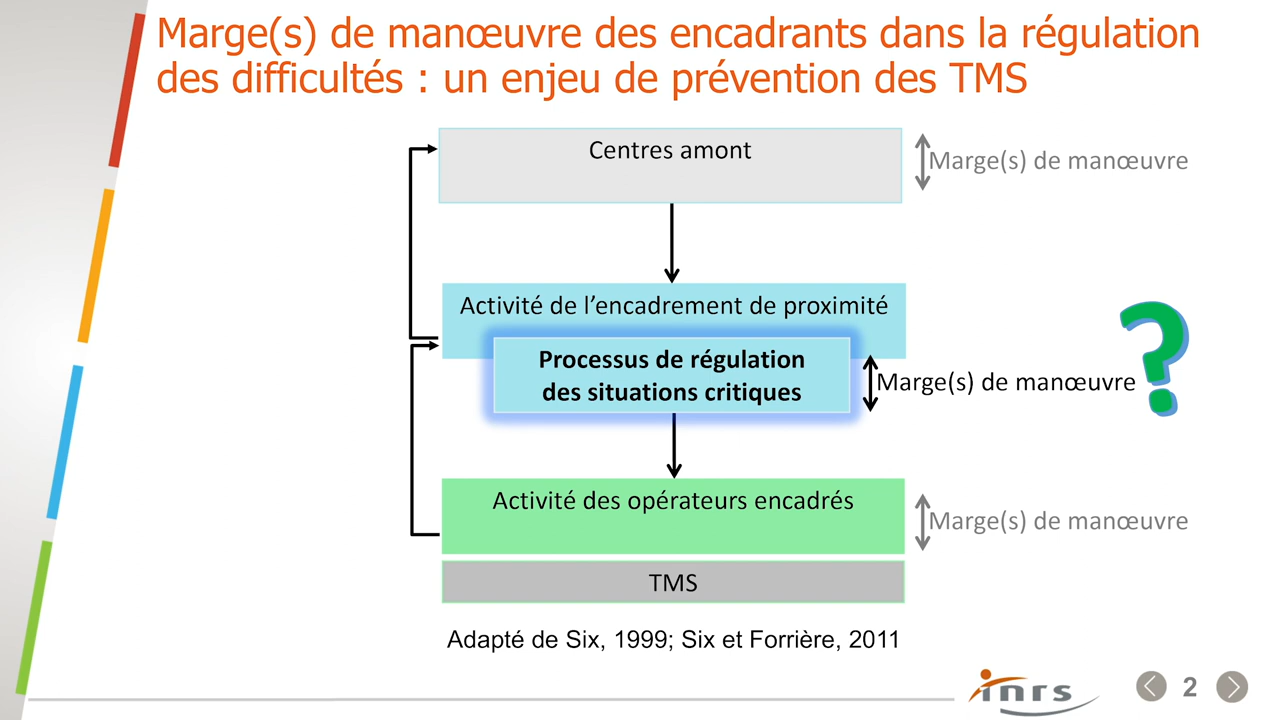 Marge(s) de manœuvre des encadrants dans la régulation
des difficultés : un enjeu de prévention des TMS
Centres amont
Marge(s) de manœuvre
Activité de l’encadrement de proximité
Processus de régulation
des situations critiques
Marge(s) de manœuvre
?
Activité des opérateurs encadrés
Marge(s) de manœuvre
TMS
Adapté de Six, 1999; Six et Forrière, 2011
inrs
2